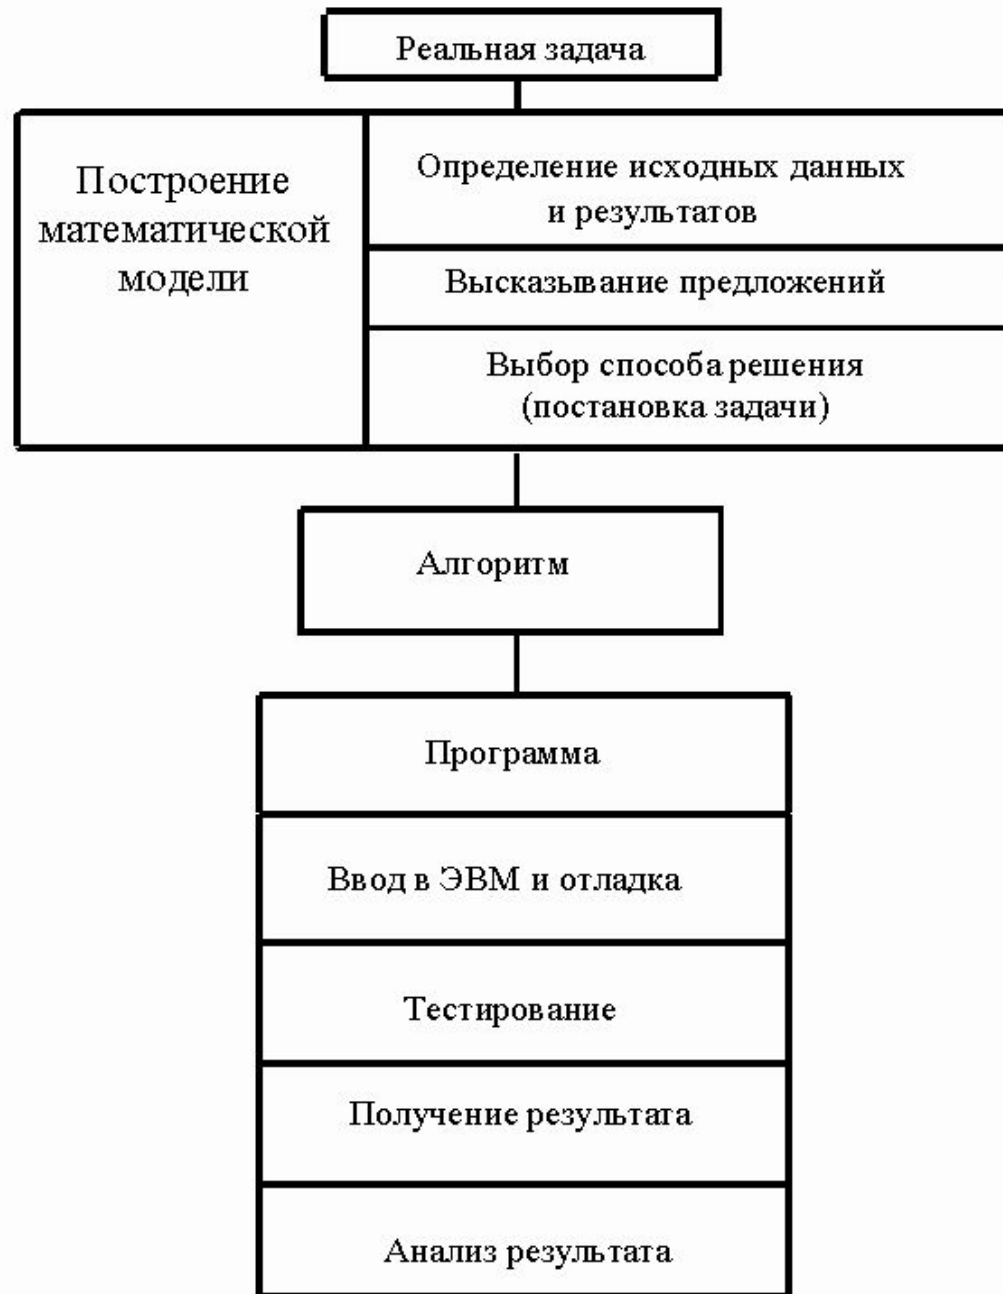 Реальная задача
Построение
математической
модели
Определение исходных данных
и результатов
Высказывание предложений
Выбор способа решения
(постановка задачи)
Алгоритм
Программа
Ввод в ЭВМ и отладка
Тестирование
Получение результата
Анализ результата